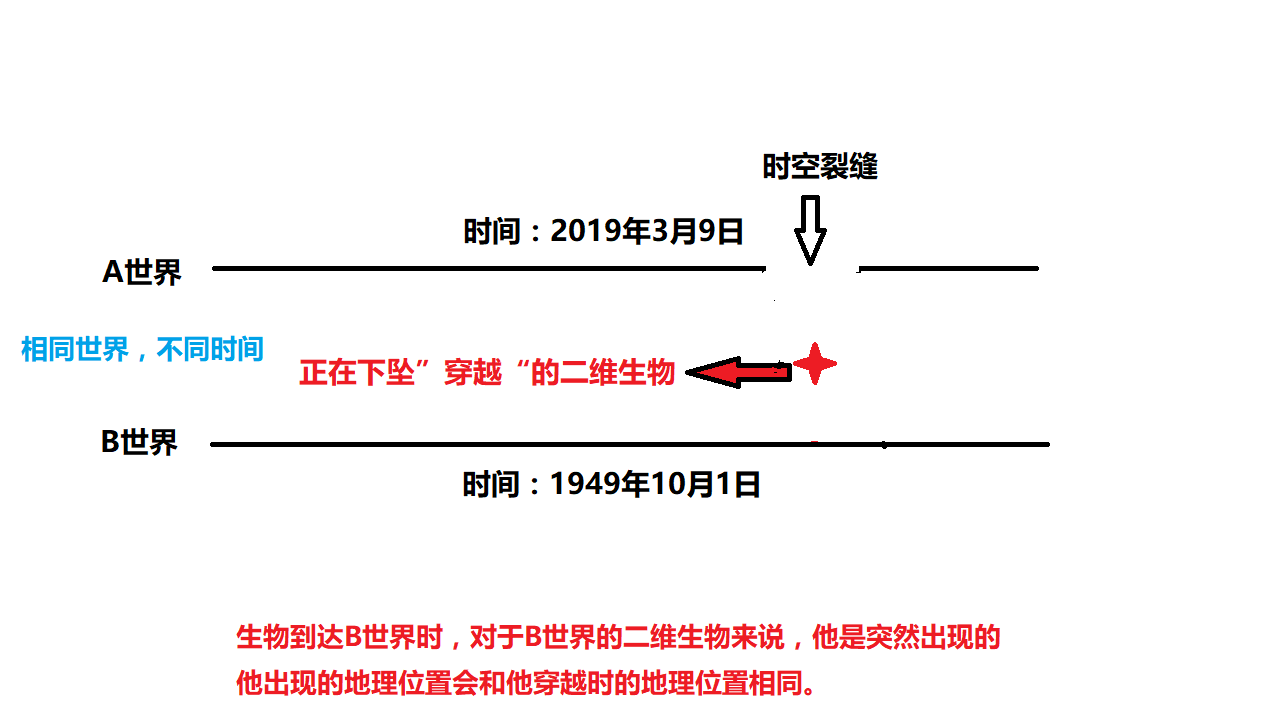 时空裂缝
时间：2019年3月9日
A世界
相同世界，不同时间
正在下坠”穿越“的二维生物
B世界
时间：1949年10月1日
生物到达B世界时，对于B世界的二维生物来说，他是突然出现的
他出现的地理位置会和他穿越时的地理位置相同。